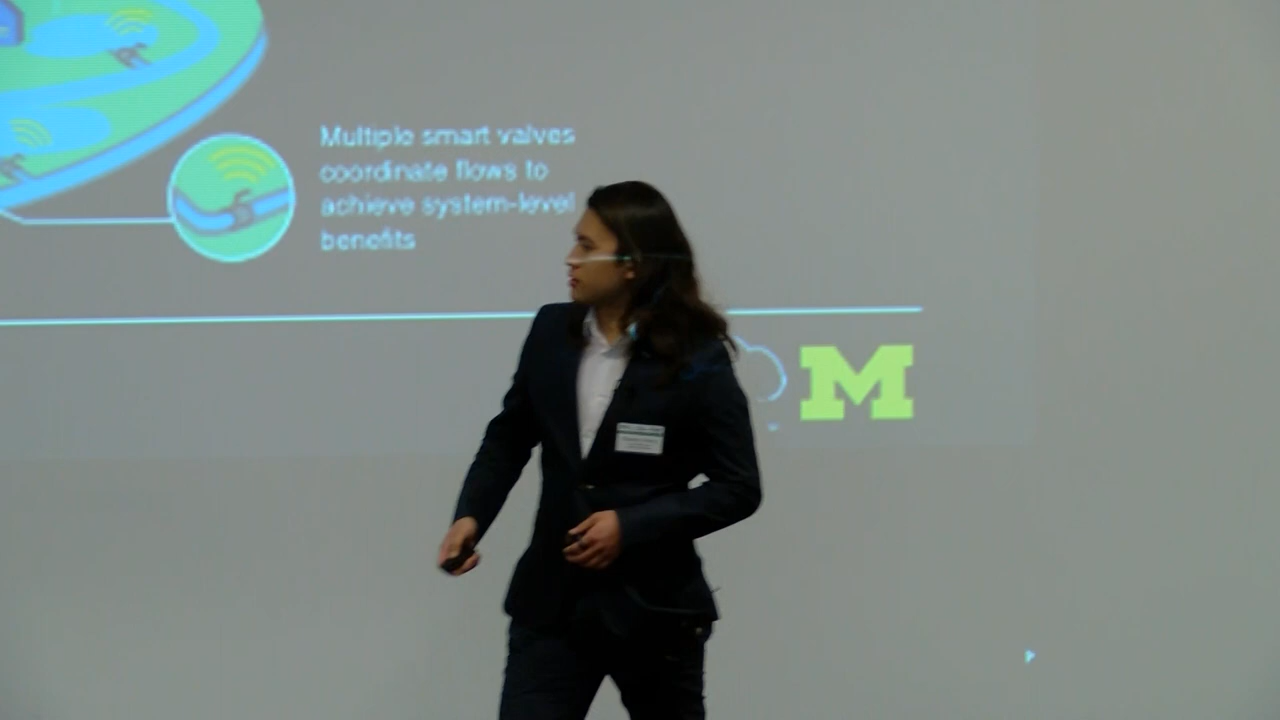 Multiple smart valves
coordinate flows to
achieve system-level
benefits
M